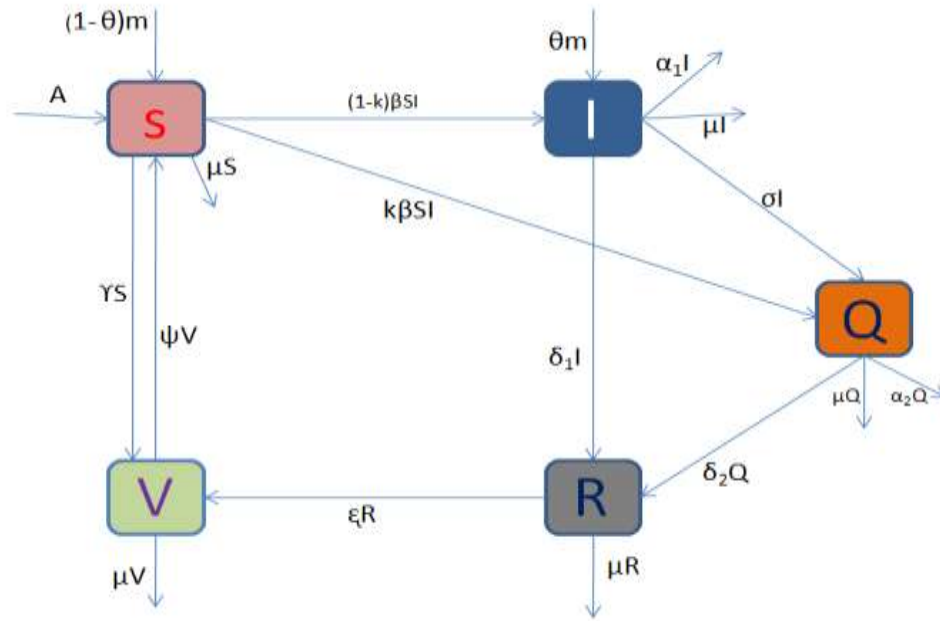 (1- θ)m
θm
α₁I
A
(1-k)βSI
S
I
μI
μS
kβSI
σI
ϒS
ψV
Q
δ₁I
μQ
α₂Q
δ₂Q
V
R
ξR
μV
μR